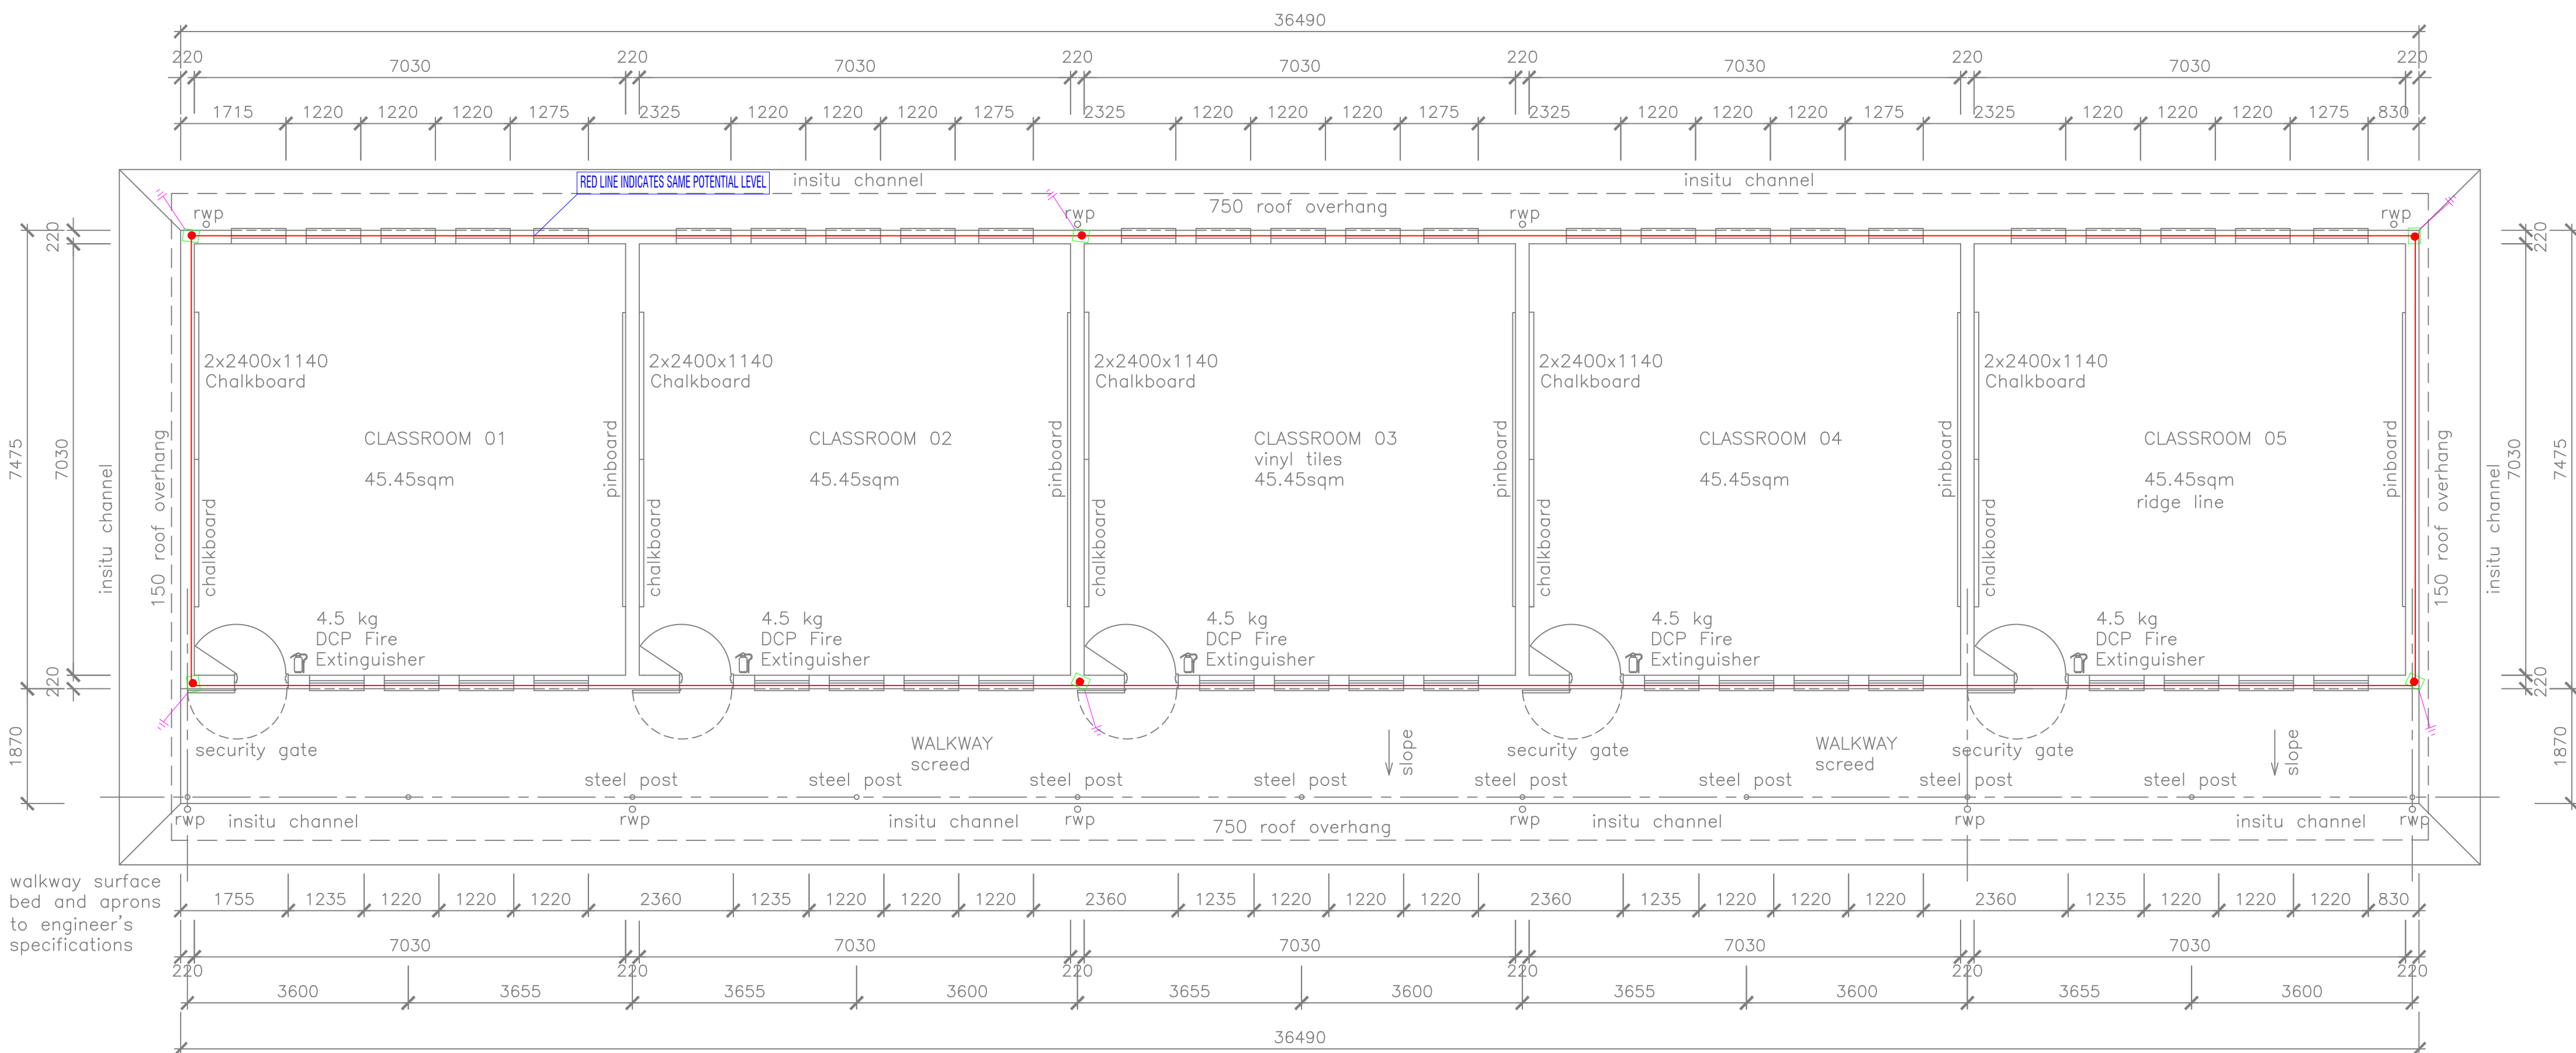 36490
220 220 220 220 220 220
7030 7030 7030 7030 7030
1715 1220 1220 1220 1275 2325 1220 1220 1220 1275 2325 1220 1220 1220 1275 2325 1220 1220 1220 1275 2325 1220 1220 1220 1275 830
RED LINE INDICATES SAME POTENTIAL LEVEL
insitu channel
insitu channel
750 roof overhang
rwp rwp rwp rwp
220
220
7475
7030
7030
7475
2x2400x1140
Chalkboard
2x2400x1140
Chalkboard
2x2400x1140
Chalkboard
2x2400x1140
Chalkboard
2x2400x1140
Chalkboard
insitu channel
150 roof overhang
chalkboard
CLASSROOM 01
45.45sqm
pinboard
chalkboard
CLASSROOM 02
45.45sqm
pinboard
chalkboard
CLASSROOM 03
vinyl tiles
45.45sqm
pinboard
chalkboard
CLASSROOM 04
45.45sqm
pinboard
chalkboard
CLASSROOM 05
45.45sqm
ridge line
pinboard
150 roof overhang
insitu channel
4.5 kg
DCP Fire
Extinguisher
4.5 kg
DCP Fire
Extinguisher
4.5 kg
DCP Fire
Extinguisher
4.5 kg
DCP Fire
Extinguisher
4.5 kg
DCP Fire
Extinguisher
220
220
1870
1870
security gate
WALKWAY
screed
slope
security gate
WALKWAY
screed
security gate
slope
steel post steel post steel post steel post steel post steel post steel post steel post
rwp insitu channel rwp insitu channel rwp rwp insitu channel rwp insitu channel rwp
750 roof overhang
walkway surface
bed and aprons
to engineer's
specifications
1755 1235 1220 1220 1220 2360 1235 1220 1220 1220 2360 1235 1220 1220 1220 2360 1235 1220 1220 1220 2360 1235 1220 1220 1220 830
7030 7030 7030 7030 7030
220 220 220 220 220 220
3600 3655 3655 3600 3655 3600 3655 3600 3655 3600
36490